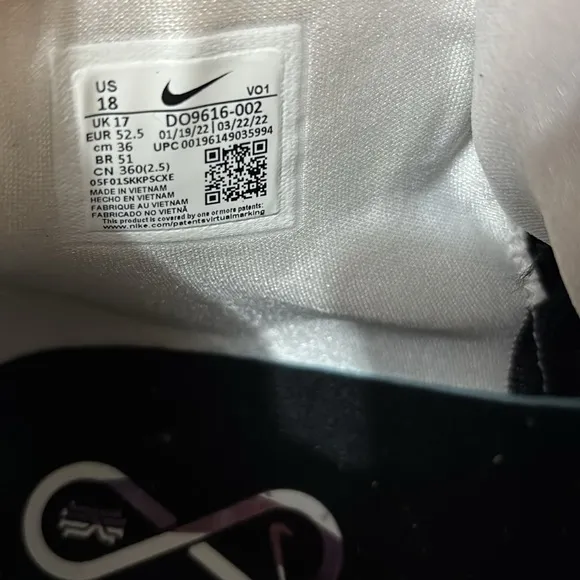 US
18
VO1
UK 17
DO9616-002
EUR 52.5
01/19/22 | 03/22/22
cm 36
UPC 00196149035994
BR 51
CN 360(2.5)
05F01SKKPSCXE
MADE IN VIETNAM
HECHO EN VIETNAM
FABRIQUE AU VIETNAM
FABRICADO NO VIETNÃ
This product is covered by one or more patents:
www.nike.com/patentsvirtualmarking